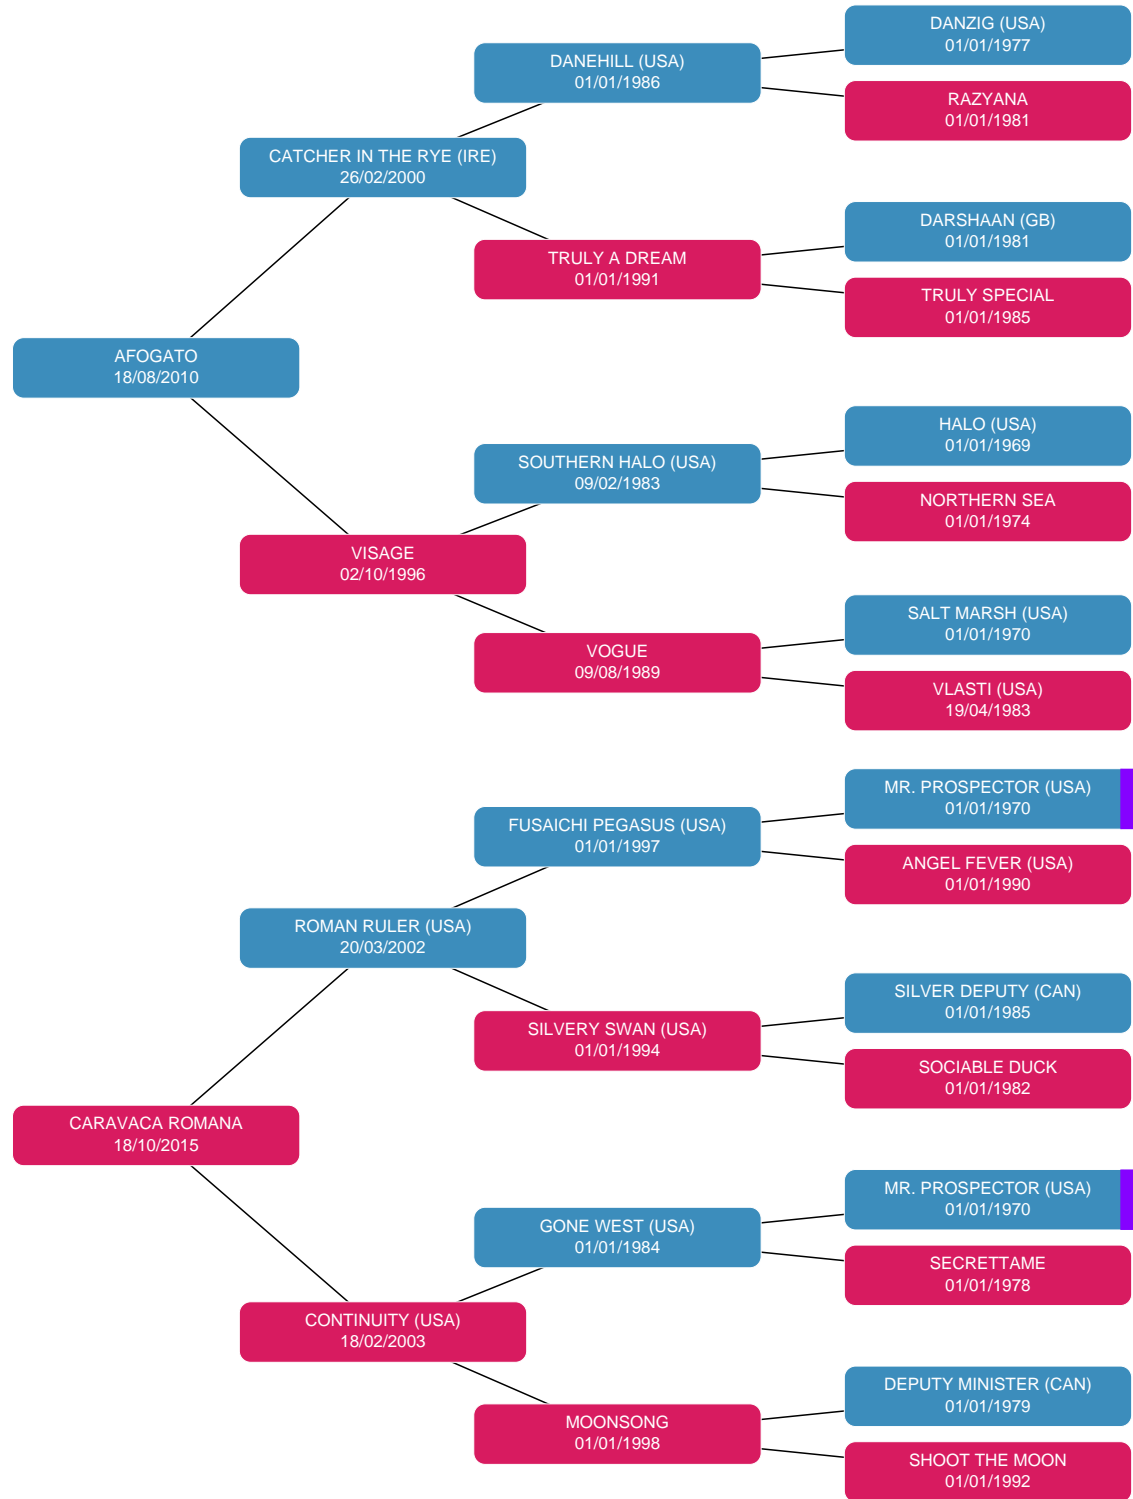 DANZIG (USA)
01/01/1977
DANEHILL (USA)
01/01/1986
RAZYANA
01/01/1981
CATCHER IN THE RYE (IRE)
26/02/2000
DARSHAAN (GB)
01/01/1981
TRULY A DREAM
01/01/1991
TRULY SPECIAL
01/01/1985
AFOGATO
18/08/2010
HALO (USA)
01/01/1969
SOUTHERN HALO (USA)
09/02/1983
NORTHERN SEA
01/01/1974
VISAGE
02/10/1996
SALT MARSH (USA)
01/01/1970
VOGUE
09/08/1989
VLASTI (USA)
19/04/1983
MR. PROSPECTOR (USA)
01/01/1970
FUSAICHI PEGASUS (USA)
01/01/1997
ANGEL FEVER (USA)
01/01/1990
ROMAN RULER (USA)
20/03/2002
SILVER DEPUTY (CAN)
01/01/1985
SILVERY SWAN (USA)
01/01/1994
SOCIABLE DUCK
01/01/1982
CARAVACA ROMANA
18/10/2015
MR. PROSPECTOR (USA)
01/01/1970
GONE WEST (USA)
01/01/1984
SECRETTAME
01/01/1978
CONTINUITY (USA)
18/02/2003
DEPUTY MINISTER (CAN)
01/01/1979
MOONSONG
01/01/1998
SHOOT THE MOON
01/01/1992